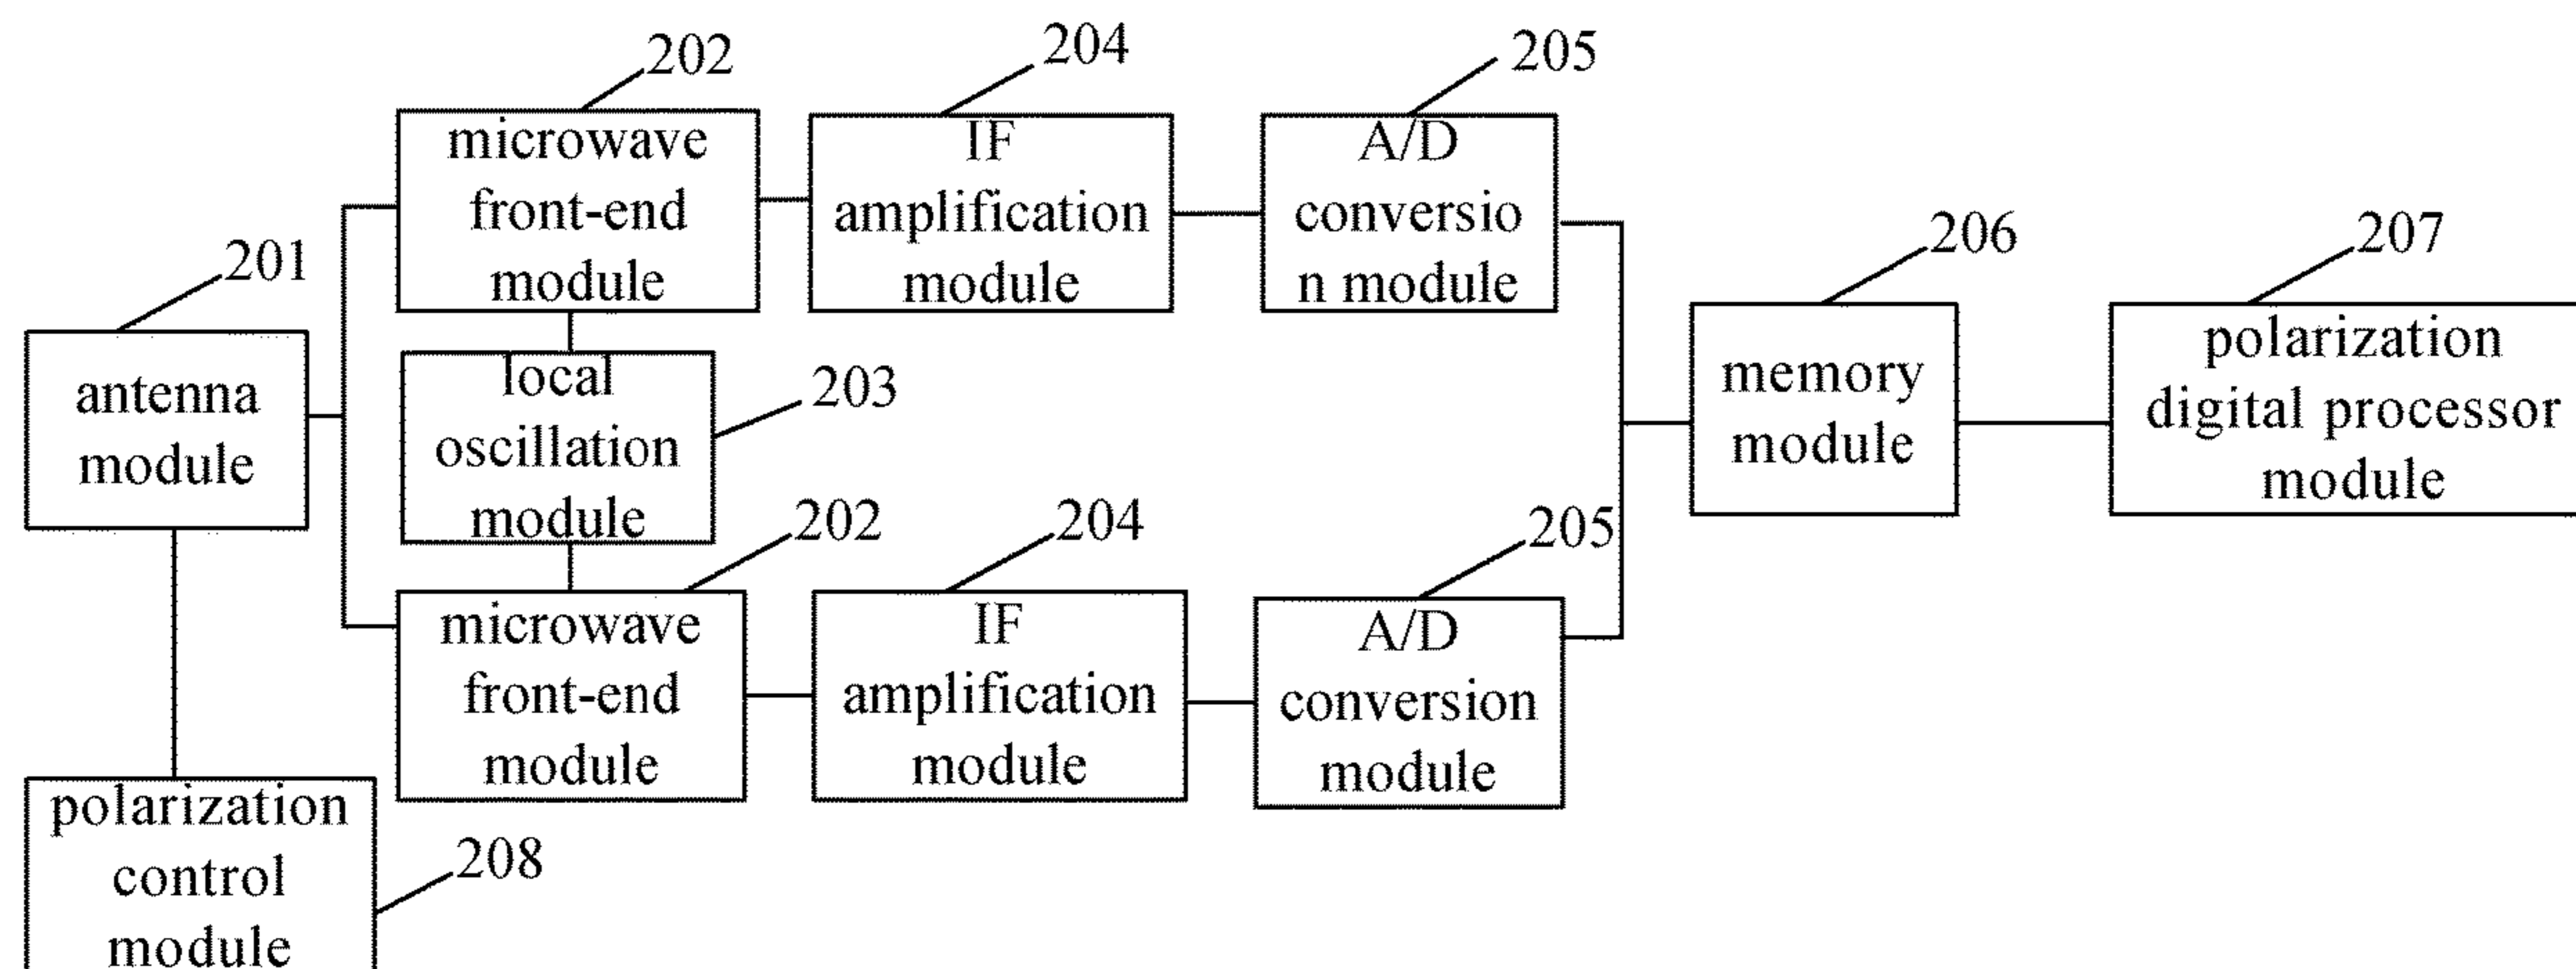 202
204
205
microwave
front-end
module
IF
amplification
module
A/D
conversio
n module
201
206
207
antenna
module
local
oscillation
module
203
memory
module
polarization
digital processor
module
202
204
205
microwave
front-end
module
IF
amplification
module
A/D
conversion
module
polarization
control
module
208